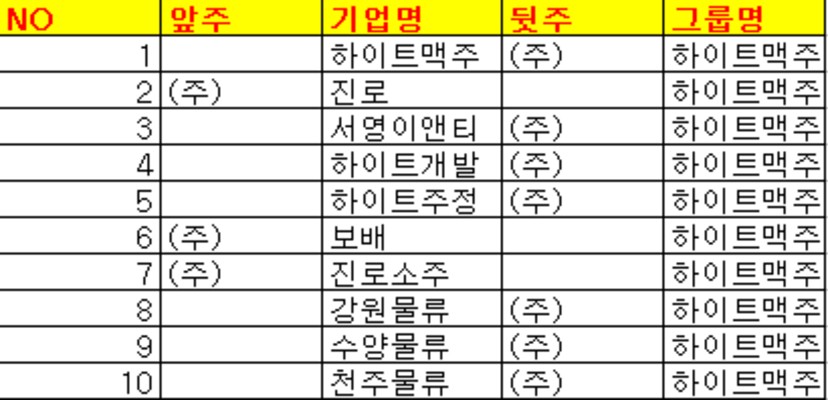 NO 앞주 기업명 뒷주 그룹명
1 하이트맥주 (주) 하이트맥주
2 (주) 진로 하이트맥주
3 서영이앤티 (주) 하이트맥주
4 하이트개발 (주) 하이트맥주
5 하이트주정 (주) 하이트맥주
6 (주) 보배 하이트맥주
7 (주) 진로소주 하이트맥주
8 강원물류 (주) 하이트맥주
9 수양물류 (주) 하이트맥주
10 천주물류 (주) 하이트맥주